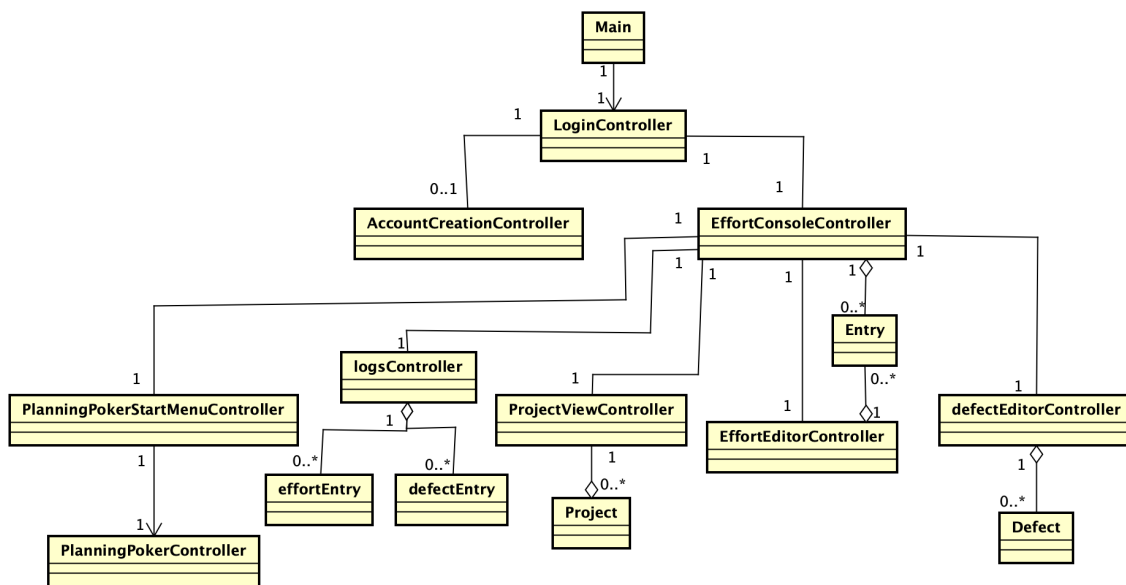 Main
1
1
LoginController
1
1
0..1
1
AccountCreationController
EffortConsoleController
1
1
1
1
1
1
0..*
Entry
1
logsController
1
1
0..*
1
1
PlanningPokerStartMenuController
ProjectViewController
defectEditorController
1
1
EffortEditorController
1
1
1
0..*
0..*
0..*
effortEntry
defectEntry
Project
0..*
Defect
1
PlanningPokerController